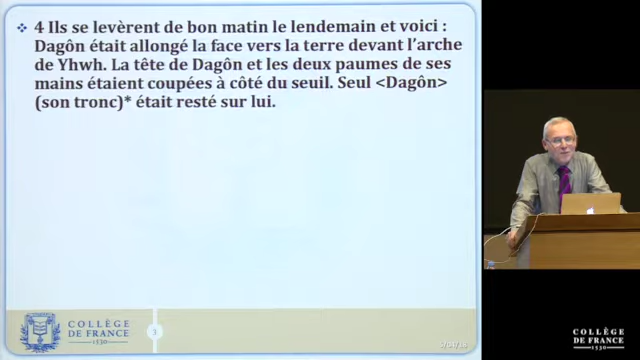 ❖ 4 Ils se levèrent de bon matin le lendemain et voici :
Dagôn était allongé la face vers la terre devant l'arche
de Yhwh. La tête de Dagôn et les deux paumes de ses
mains étaient coupées à côté du seuil. Seul <Dagôn>
(son tronc)* était resté sur lui.
COLLÈGE
DE FRANCE
1530
3
COLLÈGE
DE FRANCE
1530